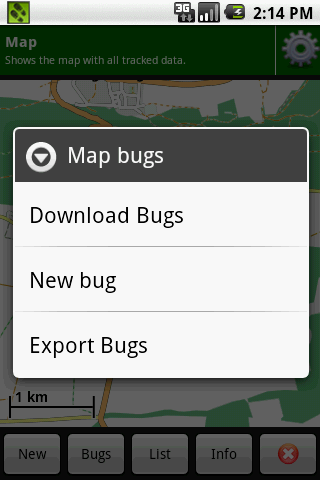 3G
2:14 PM
Map
Shows the map with all tracked data.
Map bugs
Download Bugs
New bug
Export Bugs
1 km
New
Bugs
List
Info